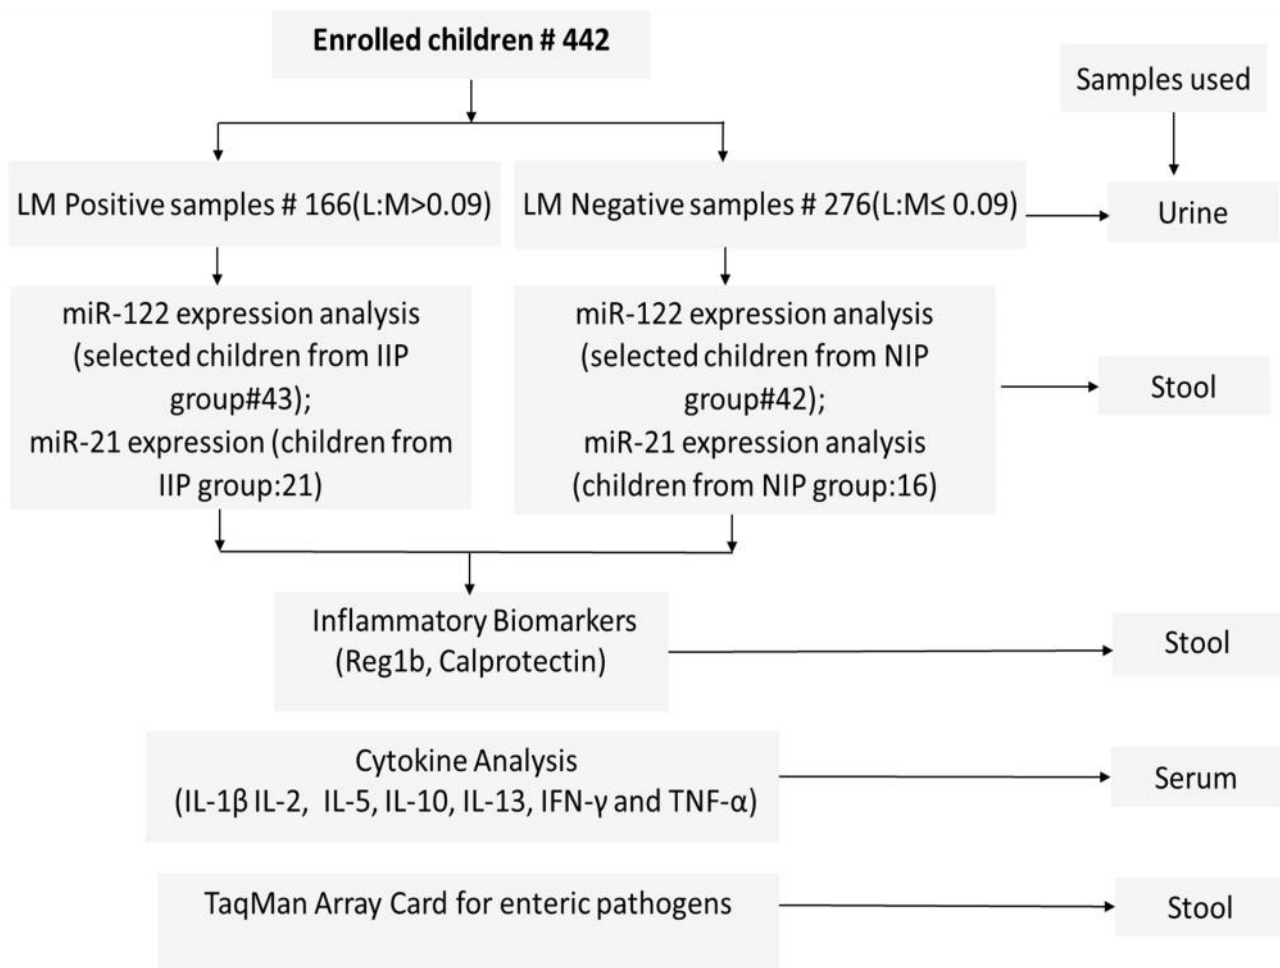 Enrolled children # 442
Samples used
LM Positive samples # 166(L:M>0.09)
LM Negative samples # 276(L:M≤ 0.09)
Urine
miR-122 expression analysis
(selected children from IIP
group#43);
miR-21 expression (children from
IIP group:21)
miR-122 expression analysis
(selected children from NIP
group#42);
miR-21 expression analysis
(children from NIP group:16)
Stool
Inflammatory Biomarkers
(Reg1b, Calprotectin)
Stool
Cytokine Analysis
(IL-1β IL-2, IL-5, IL-10, IL-13, IFN-γ and TNF-α)
Serum
TaqMan Array Card for enteric pathogens
Stool